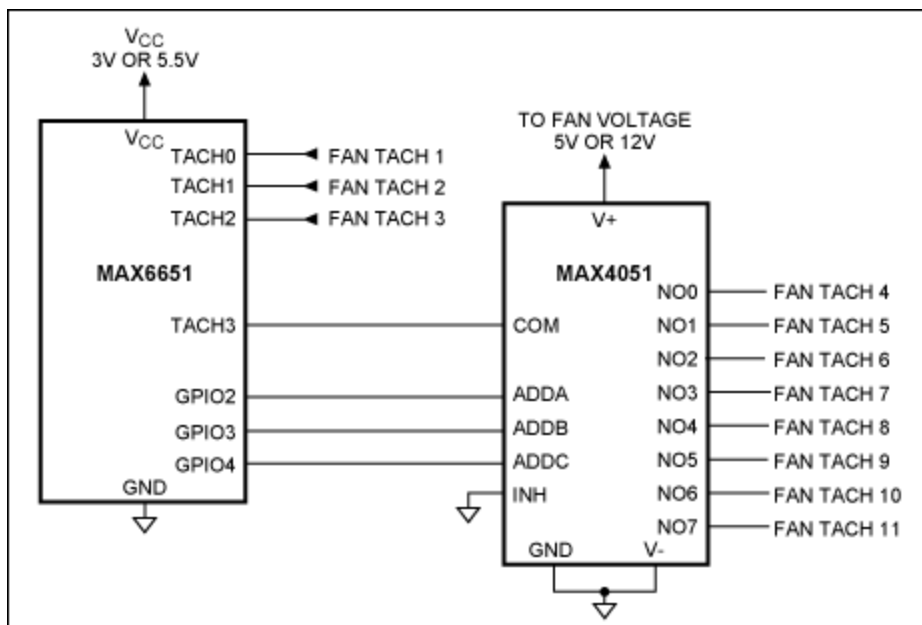 VCC
3V OR 5.5V
VCC
TACH0
FAN TACH 1
TACH1
FAN TACH 2
TACH2
FAN TACH 3
MAX6651
TACH3
GPIO2
GPIO3
GPIO4
GND
TO FAN VOLTAGE
5V OR 12V
V+
MAX4051
NO0
FAN TACH 4
COM
NO1
FAN TACH 5
NO2
FAN TACH 6
ADDA
NO3
FAN TACH 7
ADDB
NO4
FAN TACH 8
ADDC
NO5
FAN TACH 9
INH
NO6
FAN TACH 10
NO7
FAN TACH 11
GND
V-